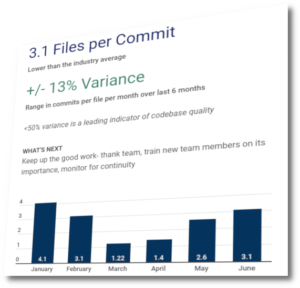 3.1 Files per Commit
Lower than the industry average
+/- 13% Variance
Range in commits per file per month over last 6 months
<50% variance is a leading indicator of codebase quality
WHAT'S NEXT
Keep up the good work- thank team, train new team members on its
importance, monitor for continuity
4
3
2
1
0
4.1
3.1
1.22
1.4
2.6
3.1
January
February
March
April
May
June